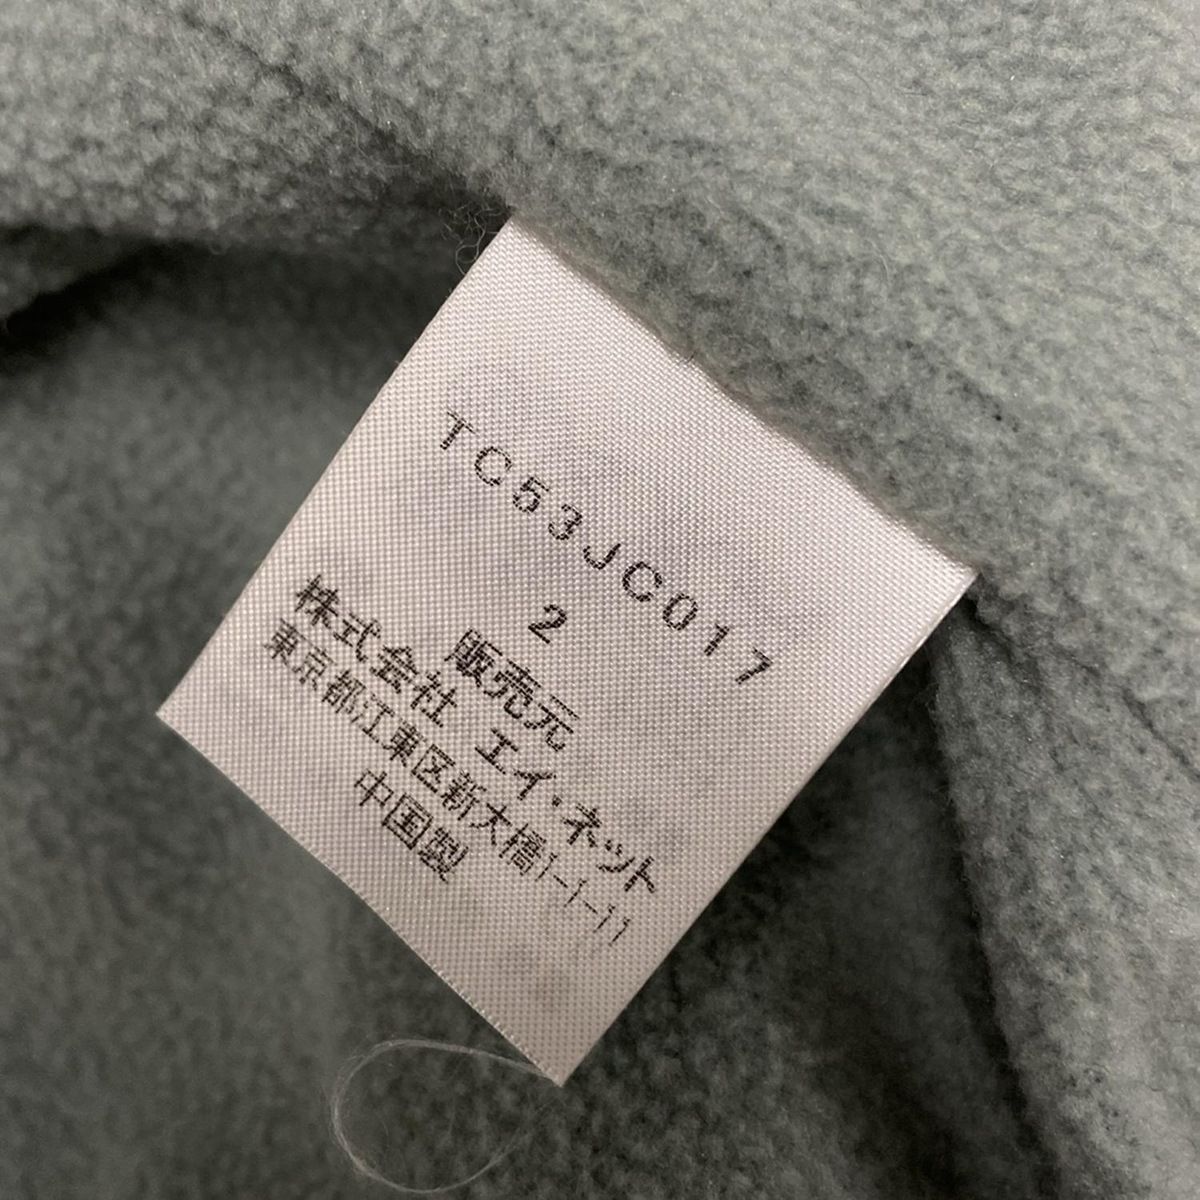 TC53JC017
2
販売元
株式会社 エイ・ネット
東京都江東区新大橋1-1-11
中国製